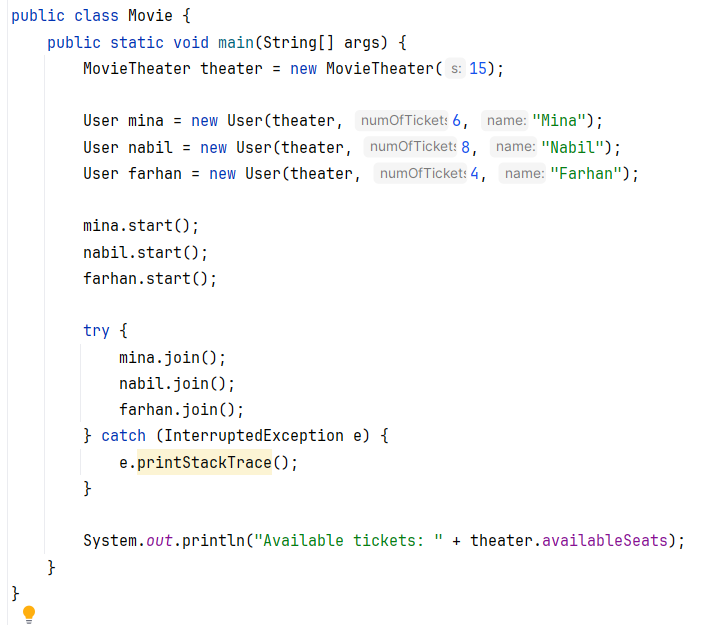 public class Movie {
    public static void main(String[] args) {
        MovieTheater theater = new MovieTheater( s: 15);

        User mina = new User(theater, numOfTickets 6, name: "Mina");
        User nabil = new User(theater, numOfTickets 8, name: "Nabil");
        User farhan = new User(theater, numOfTickets 4, name: "Farhan");

        mina.start();
        nabil.start();
        farhan.start();

        try {
            mina.join();
            nabil.join();
            farhan.join();
        } catch (InterruptedException e) {
            e.printStackTrace();
        }

        System.out.println("Available tickets: " + theater.availableSeats);
    }
}